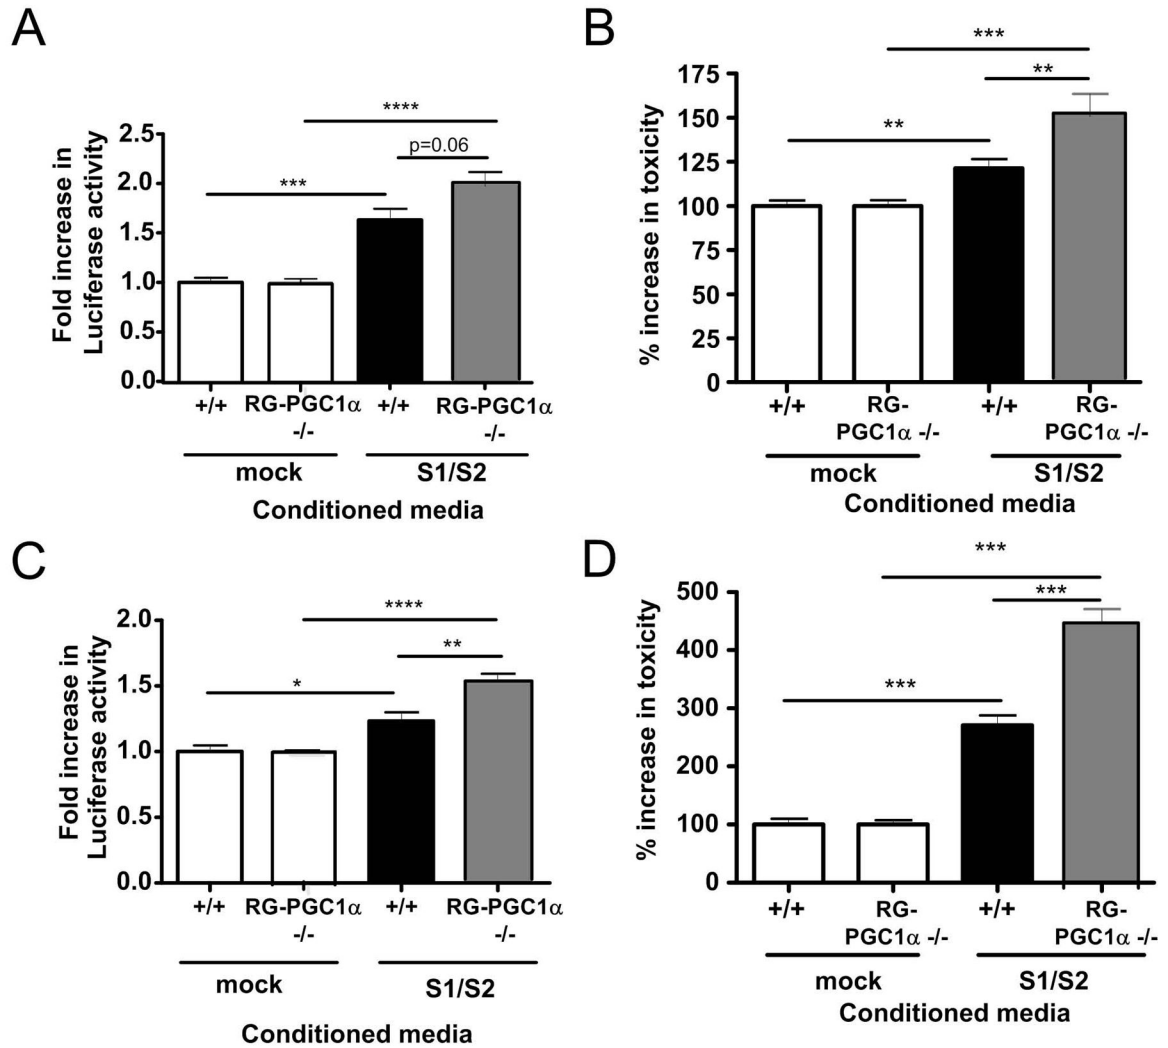 A
Fold increase in
Luciferase activity
2.5
2.0
1.5
1.0
0.5
0.0
****
p=0.06
***
+/+ RG-PGC1α -/- +/+ RG-PGC1α -/-
mock S1/S2
Conditioned media
B
% increase in toxicity
175
150
125
100
75
50
25
0
***
**
**
+/+ RG-PGC1α -/- +/+ RG-PGC1α -/-
mock S1/S2
Conditioned media
C
Fold increase in
Luciferase activity
2.0
1.5
1.0
0.5
0.0
****
**
*
+/+ RG-PGC1α -/- +/+ RG-PGC1α -/-
mock S1/S2
Conditioned media
D
% increase in toxicity
500
400
300
200
100
0
***
***
***
+/+ RG-PGC1α -/- +/+ RG-PGC1α -/-
mock S1/S2
Conditioned media